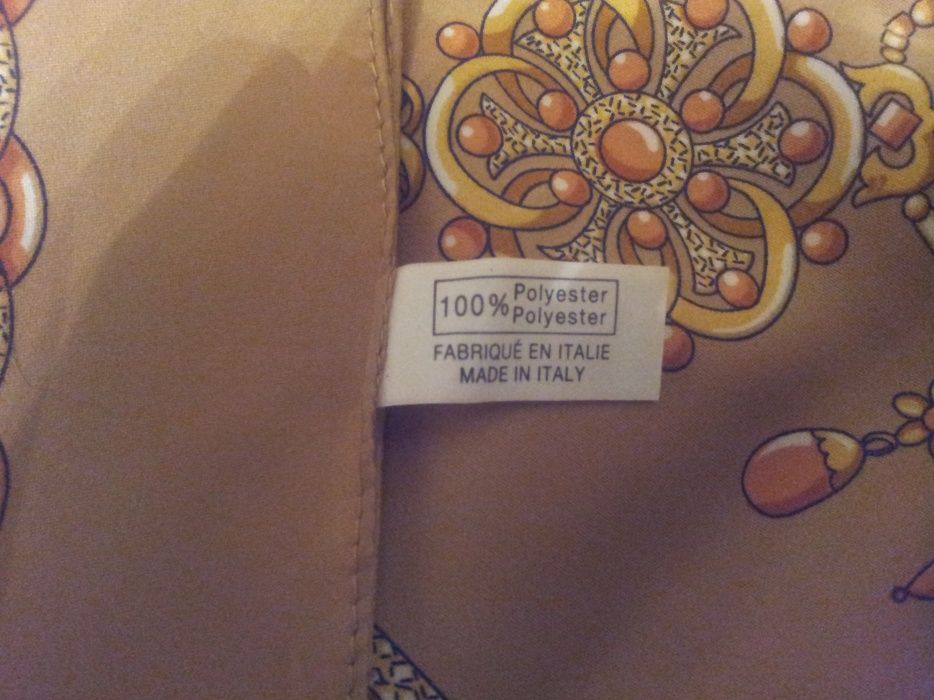 100% Polyester
Polyester
FABRIQUÉ EN ITALIE
MADE IN ITALY